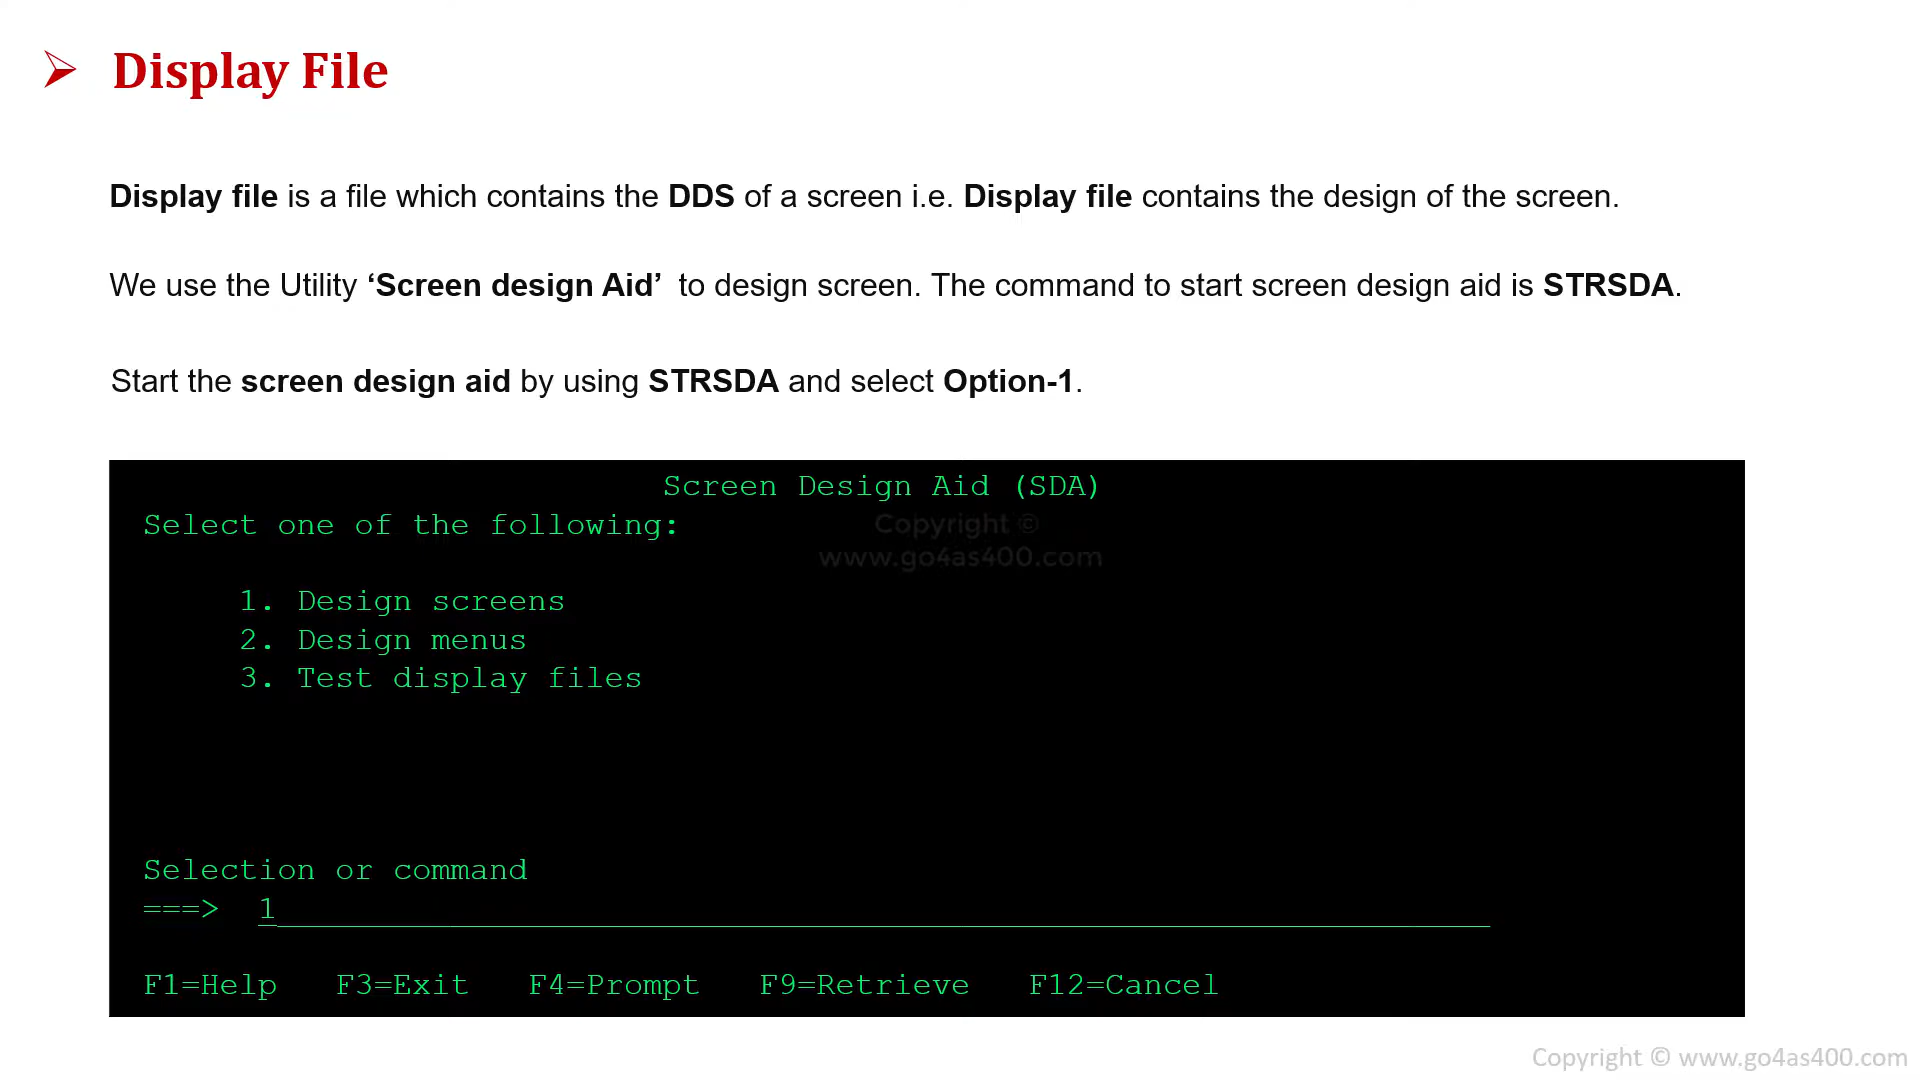 Display File
Display file is a file which contains the DDS of a screen i.e. Display file contains the design of the screen.
We use the Utility ‘Screen design Aid’ to design screen. The command to start screen design aid is STRSDA.
Start the screen design aid by using STRSDA and select Option-1.
Screen Design Aid (SDA)
Select one of the following:
Copyright ©
www.go4as400.com
1. Design screens
2. Design menus
3. Test display files
Selection or command
===> 1
F1=Help F3=Exit F4=Prompt F9=Retrieve F12=Cancel
Copyright © www.go4as400.com